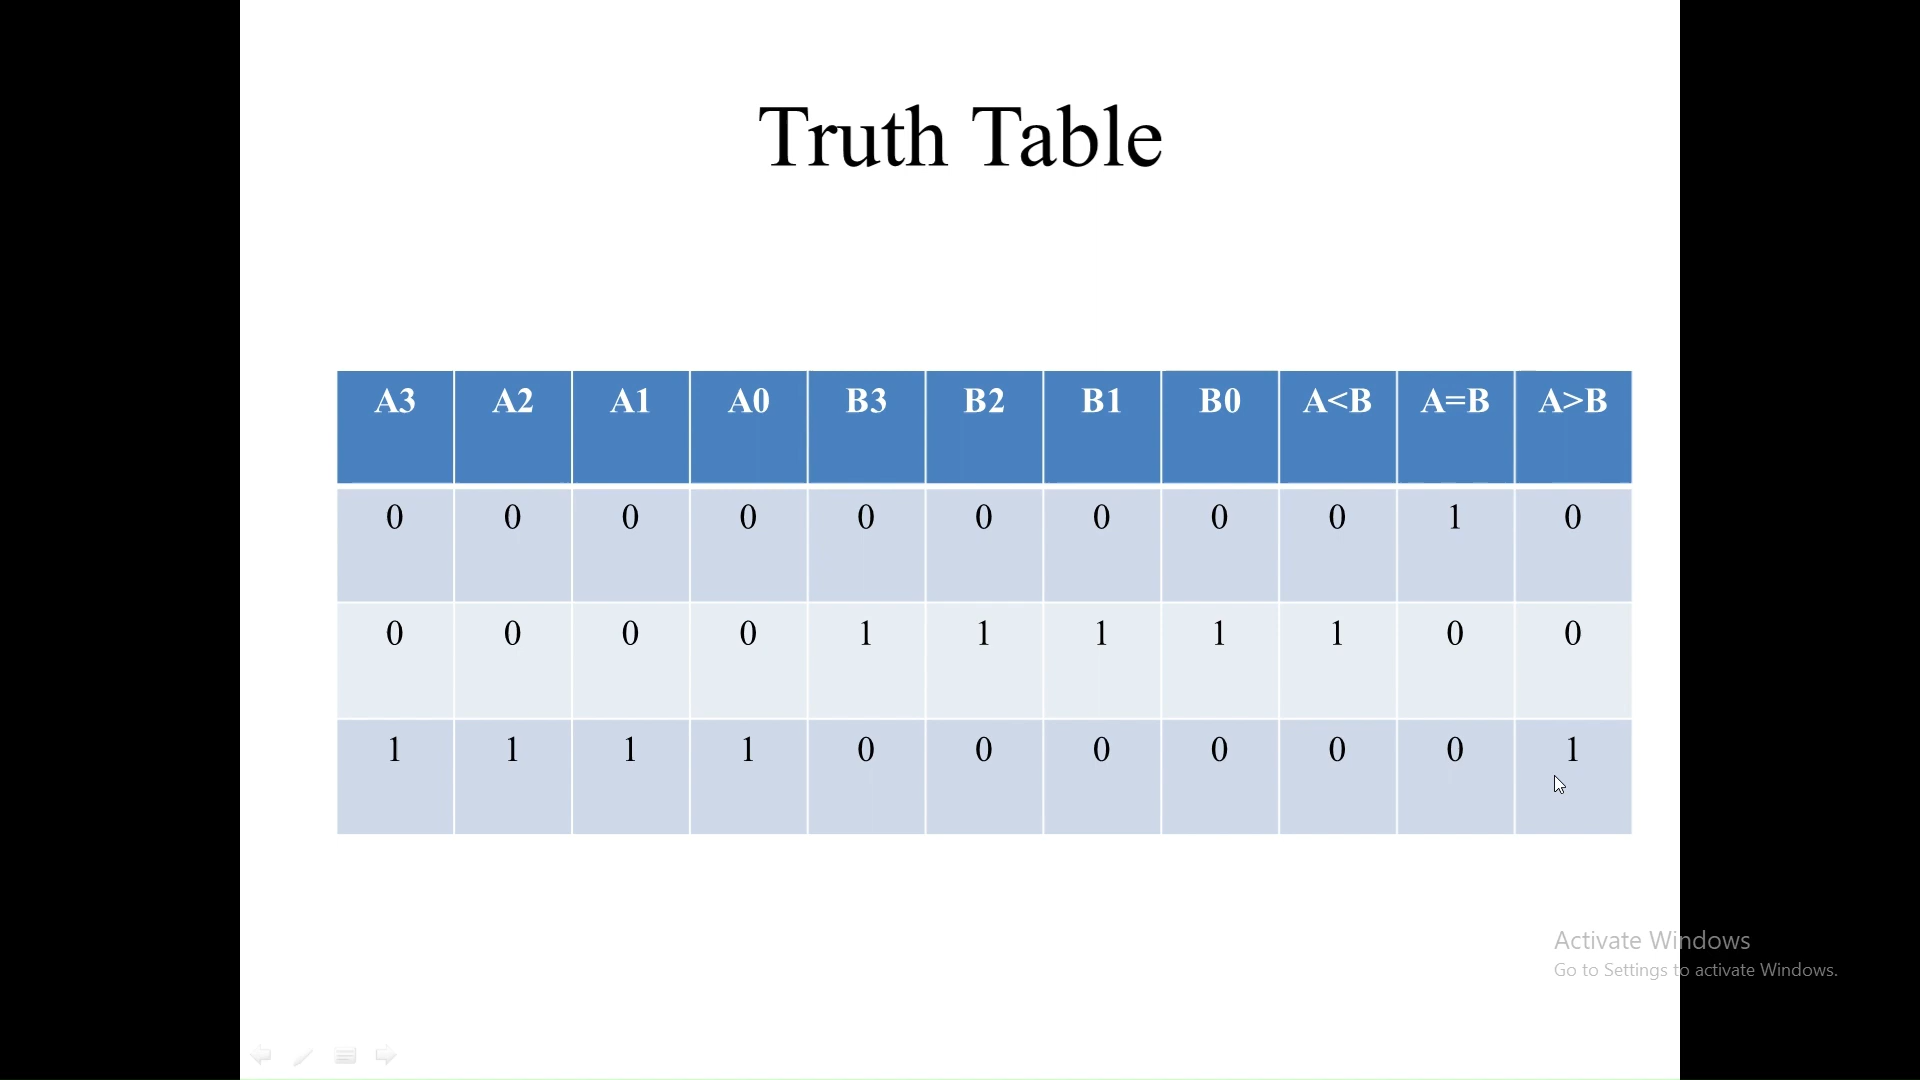 Truth Table
A3 A2 A1 A0 B3 B2 B1 B0 A<B A=B A>B
0 0 0 0 0 0 0 0 0 1 0
0 0 0 0 1 1 1 1 1 0 0
1 1 1 1 0 0 0 0 0 0 1
Activate Windows
Go to Settings to activate Windows.